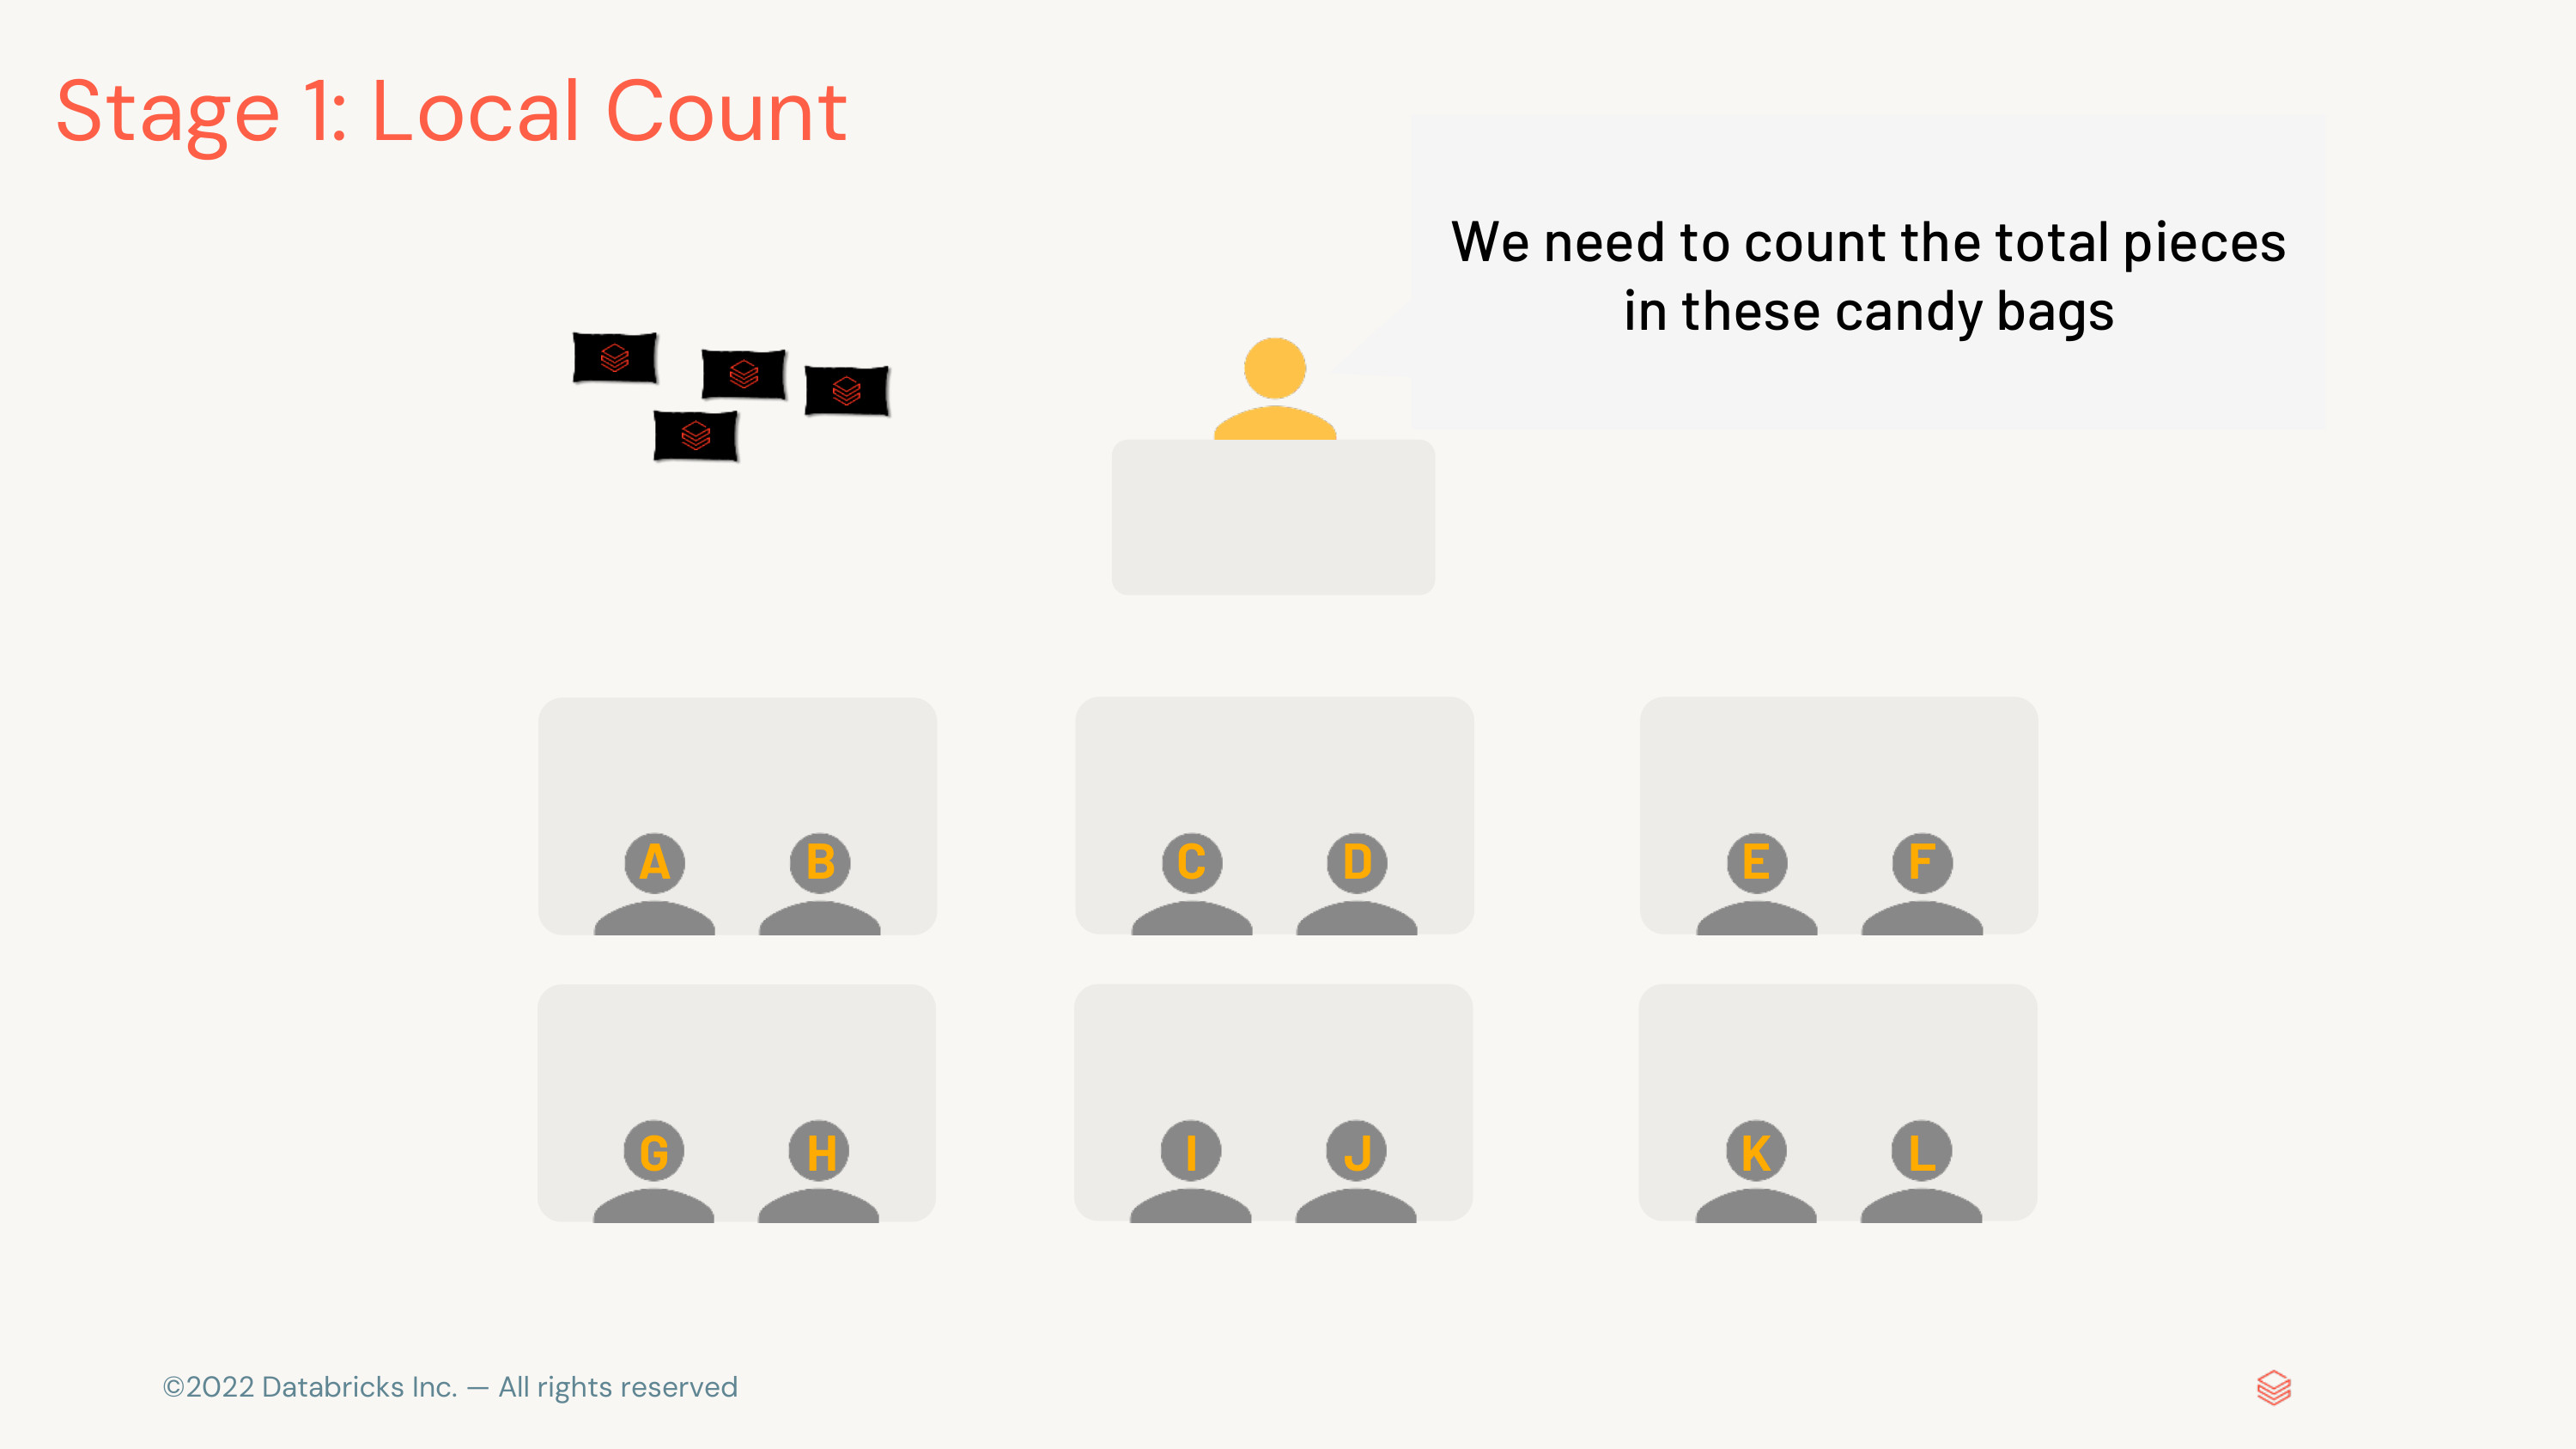 Stage 1: Local Count
We need to count the total pieces
in these candy bags
A B C D E F
G H I J K L
©2022 Databricks Inc. — All rights reserved